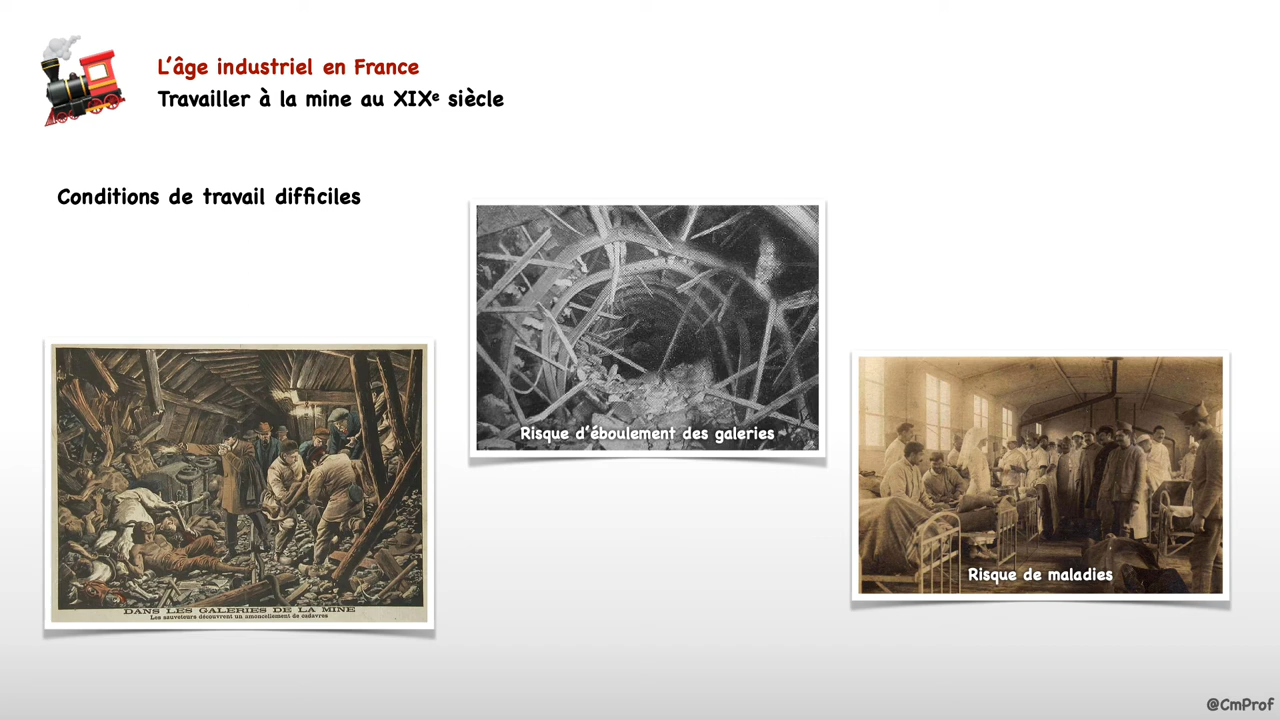 L'âge industriel en France
Travailler à la mine au XIXe siècle
Conditions de travail difficiles
Risque d'éboulement des galeries
Risque de maladies
DANS LES GALERIES DE LA MINE
Les sauveteurs découvrent un amoncellement de cadavres
@CmProf